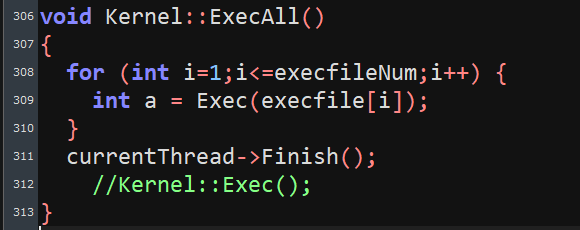 306 void Kernel::ExecAll()
307 {
308   for (int i=1;i<=execfileNum;i++) {
309     int a = Exec(execfile[i]);
310   }
311   currentThread->Finish();
312     //Kernel::Exec();
313 }